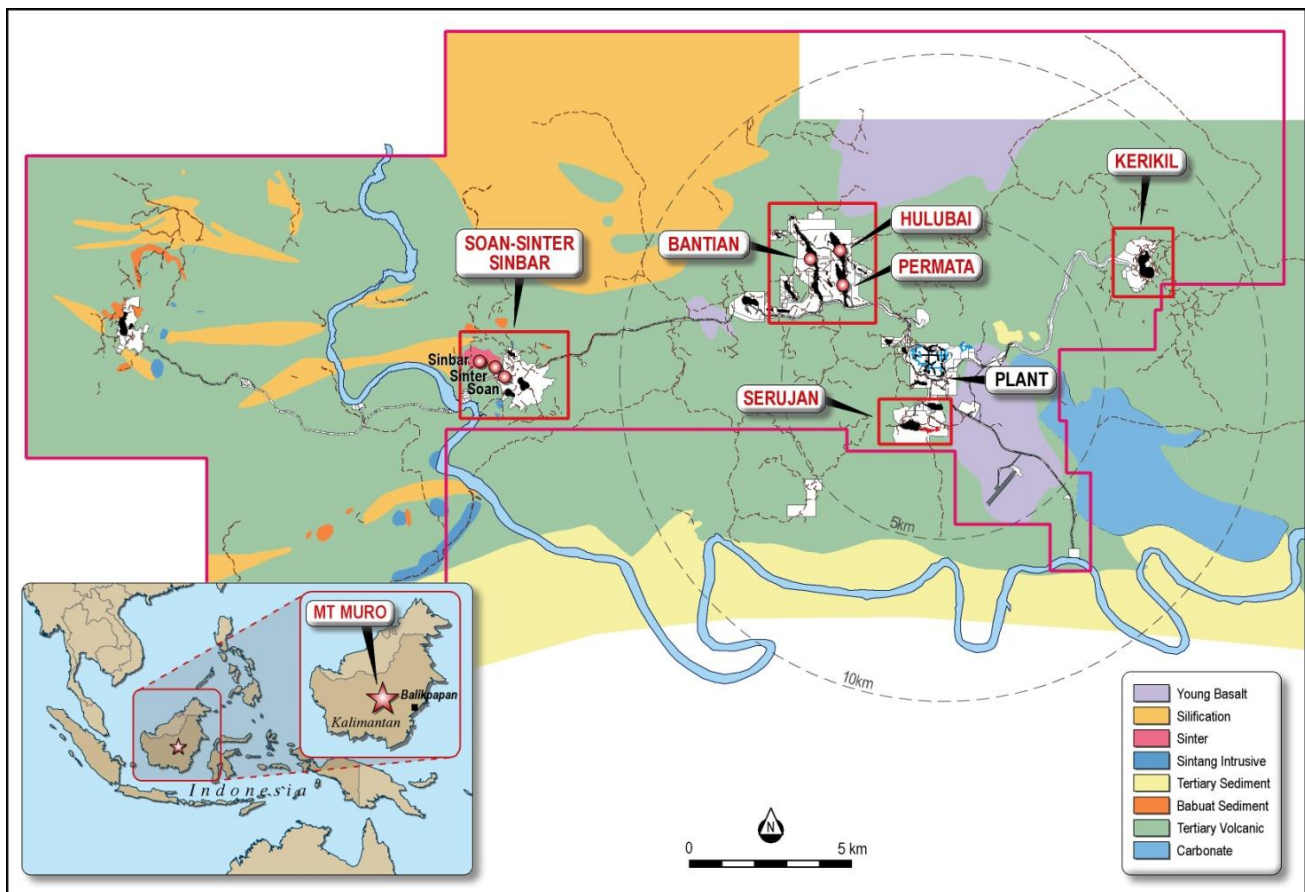 KERIKIL
HULUBAI
SOAN-SINTER
SINBAR
BANTIAN
PERMATA
Sinbar
Sinter
Soan
PLANT
SERUJAN
5km
10km
MT MURO
Balikpapan
Kalimantan
Indonesia
N
0 5 km
Young Basalt
Silification
Sinter
Sintang Intrusive
Tertiary Sediment
Babuat Sediment
Tertiary Volcanic
Carbonate